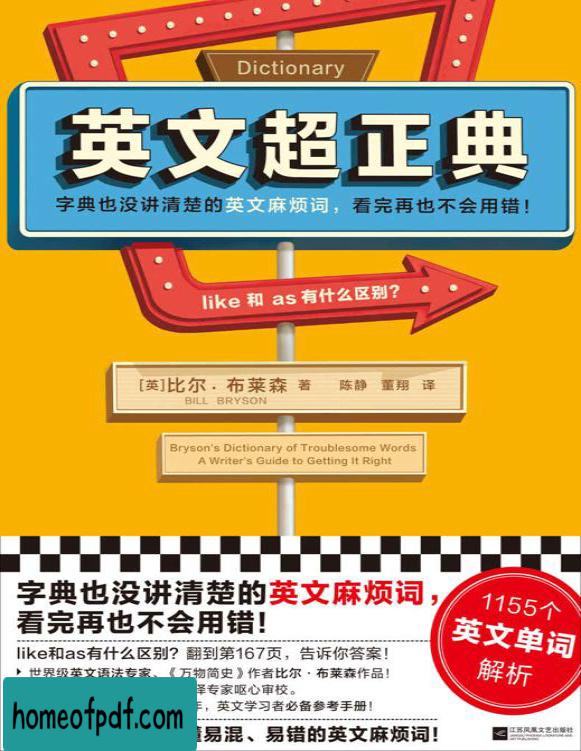 Dictionary
英文超正典
字典也没讲清楚的英文麻烦词，看完再也不会用错！
like 和 as 有什么区别？
[英]比尔·布莱森 著 陈静 董翔 译
BILL BRYSON
Bryson's Dictionary of Troublesome Words
A Writer's Guide to Getting It Right
字典也没讲清楚的英文麻烦词，
看完再也不会用错！
like和as有什么区别？翻到第167页，告诉你答案！
世界级英文语法专家、《万物简史》作者比尔·布莱森作品！
译专家呕心审校。
，英文学习者必备参考手册！
易混、易错的英文麻烦词！
1155个
英文单词
解析
江苏凤凰文艺出版社
homeofpdf.com